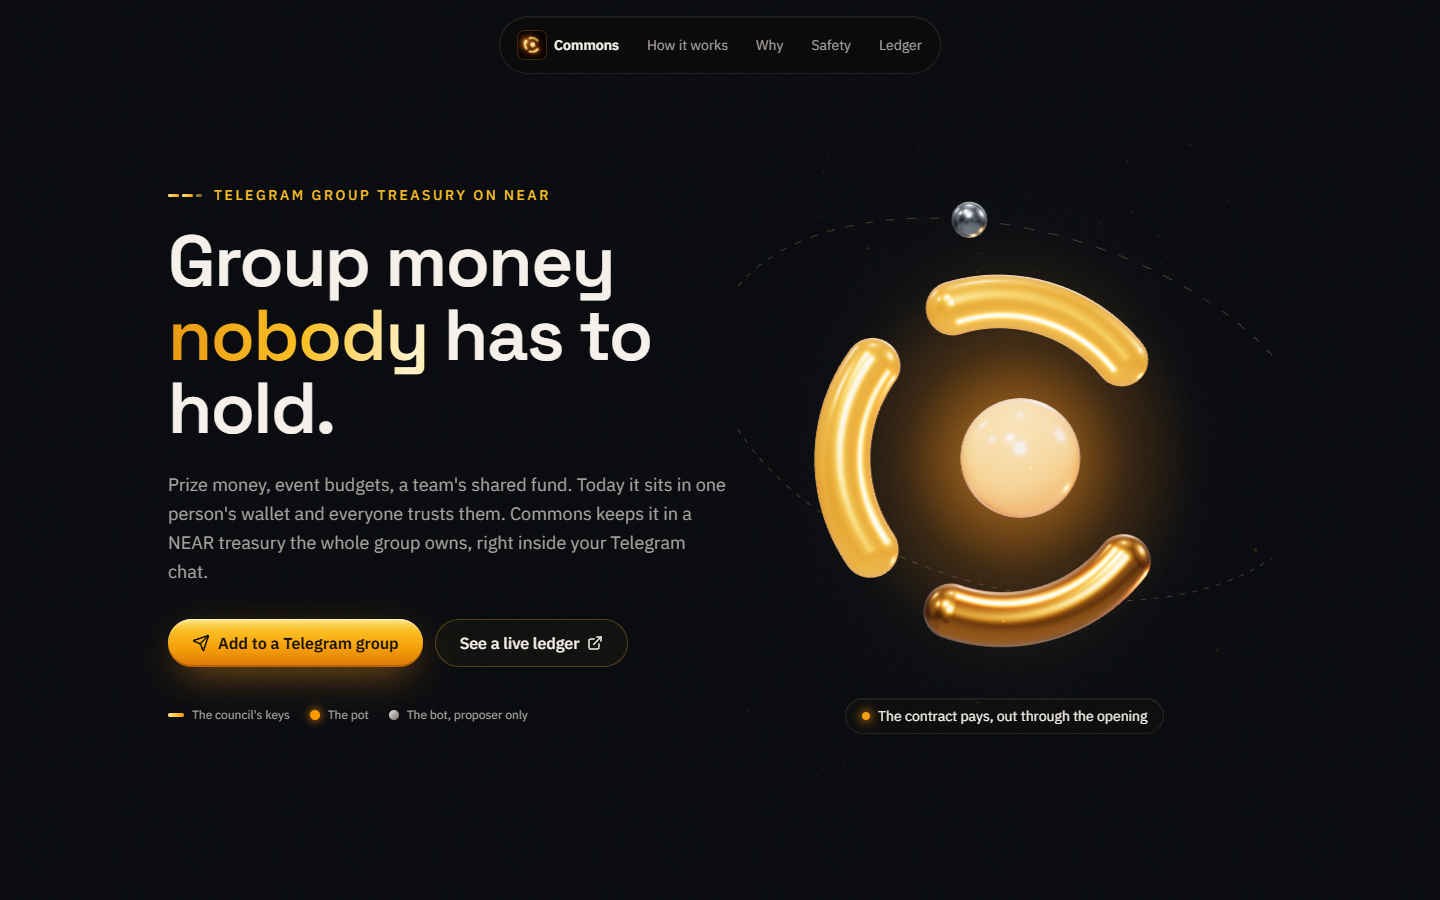 Commons How it works Why Safety Ledger
TELEGRAM GROUP TREASURY ON NEAR
Group money
nobody has to
hold.
Prize money, event budgets, a team's shared fund. Today it sits in one
person's wallet and everyone trusts them. Commons keeps it in a
NEAR treasury the whole group owns, right inside your Telegram
chat.
Add to a Telegram group See a live ledger
The council's keys The pot The bot, proposer only
The contract pays, out through the opening